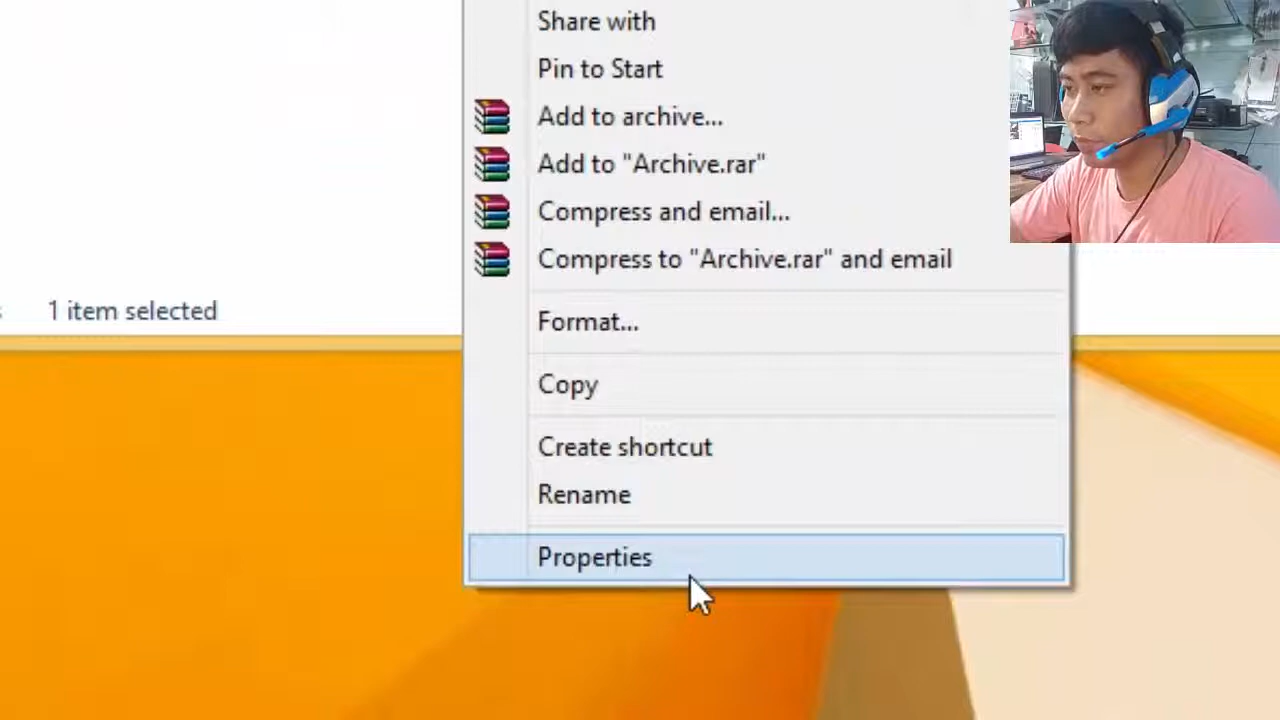 Share with
Pin to Start
Add to archive...
Add to "Archive.rar"
Compress and email...
Compress to "Archive.rar" and email
Format...
1 item selected
Copy
Create shortcut
Rename
Properties